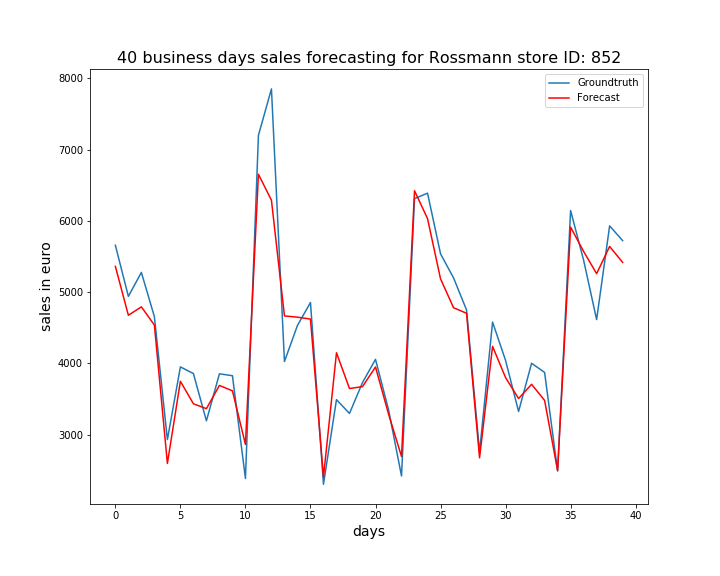 40 business days sales forecasting for Rossmann store ID: 852
Groundtruth
Forecast
sales in euro
8000
7000
6000
5000
4000
3000
0 5 10 15 20 25 30 35 40
days